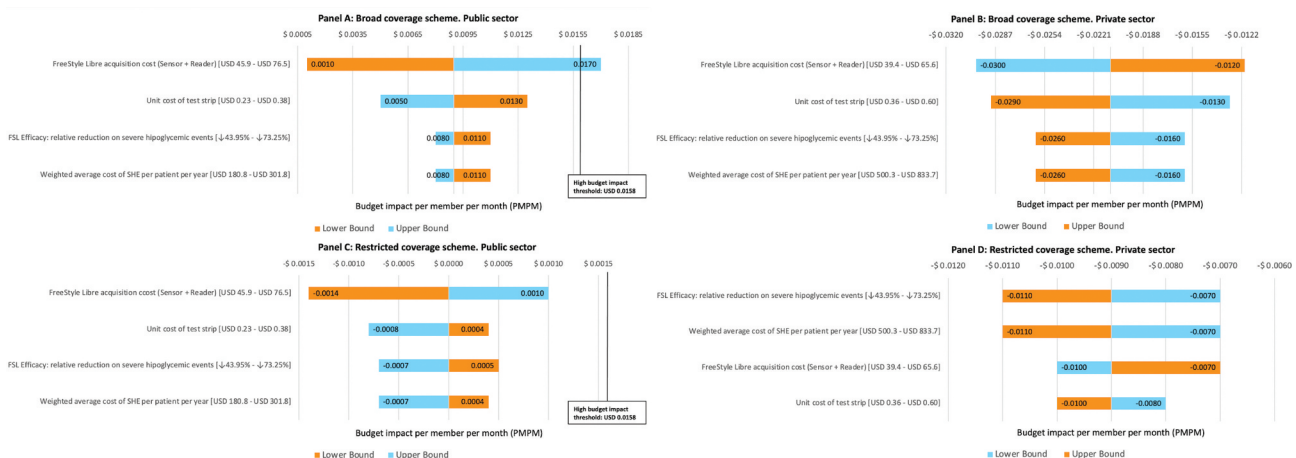 Panel A: Broad coverage scheme. Public sector
$ 0.0005 $ 0.0035 $ 0.0065 $ 0.0095 $ 0.0125 $ 0.0155 $ 0.0185
FreeStyle Libre acquisition cost (Sensor + Reader) [USD 45.9 - USD 76.5] 0.0010 0.0170
Unit cost of test strip [USD 0.23 - USD 0.38] 0.0050 0.0130
FSL Efficacy: relative reduction on severe hipoglycemic events [↓43.95% - ↓73.25%] 0.0080 0.0110
Weighted average cost of SHE per patient per year [USD 180.8 - USD 301.8] 0.0080 0.0110
High budget impact
threshold: USD 0.0158
Budget impact per member per month (PMPM)
Lower Bound Upper Bound
Panel B: Broad coverage scheme. Private sector
-$ 0.0320 -$ 0.0287 -$ 0.0254 -$ 0.0221 -$ 0.0188 -$ 0.0155 -$ 0.0122
FreeStyle Libre acquisition cost (Sensor + Reader) [USD 39.4 - USD 65.6] -0.0300 -0.0120
Unit cost of test strip [USD 0.36 - USD 0.60] -0.0290 -0.0130
FSL Efficacy: relative reduction on severe hipoglycemic events [↓43.95% - ↓73.25%] -0.0260 -0.0160
Weighted average cost of SHE per patient per year [USD 500.3 - USD 833.7] -0.0260 -0.0160
Budget impact per member per month (PMPM)
Lower Bound Upper Bound
Panel C: Restricted coverage scheme. Public sector
-$ 0.0015 -$ 0.0010 -$ 0.0005 $ 0.0000 $ 0.0005 $ 0.0010 $ 0.0015
FreeStyle Libre acquisition ccost (Sensor + Reader) [USD 45.9 - USD 76.5] -0.0014 0.0010
Unit cost of test strip [USD 0.23 - USD 0.38] -0.0008 0.0004
FSL Efficacy: relative reduction on severe hipoglycemic events [↓43.95% - ↓73.25%] -0.0007 0.0005
Weighted average cost of SHE per patient per year [USD 180.8 - USD 301.8] -0.0007 0.0004
High budget impact
threshold: USD 0.0158
Budget impact per member per month (PMPM)
Lower Bound Upper Bound
Panel D: Restricted coverage scheme. Private sector
-$ 0.0120 -$ 0.0110 -$ 0.0100 -$ 0.0090 -$ 0.0080 -$ 0.0070 -$ 0.0060
FSL Efficacy: relative reduction on severe hipoglycemic events [↓43.95% - ↓73.25%] -0.0110 -0.0070
Weighted average cost of SHE per patient per year [USD 500.3 - USD 833.7] -0.0110 -0.0070
FreeStyle Libre acquisition cost (Sensor + Reader) [USD 39.4 - USD 65.6] -0.0100 -0.0070
Unit cost of test strip [USD 0.36 - USD 0.60] -0.0100 -0.0080
Budget impact per member per month (PMPM)
Lower Bound Upper Bound